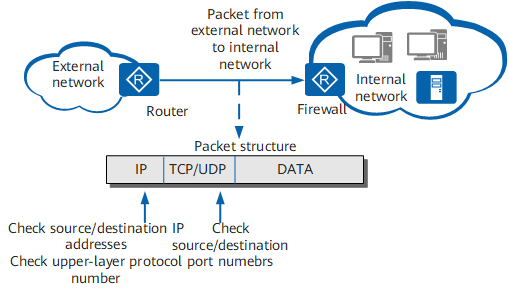 Packet from
external network
to internal
network
External
network
R
R
Internal
network
Router
Firewall
Packet structure
IP
TCP/UDP
DATA
Check source/destination IP
addresses
Check upper-layer protocol
number
Check
source/destination
port numebrs